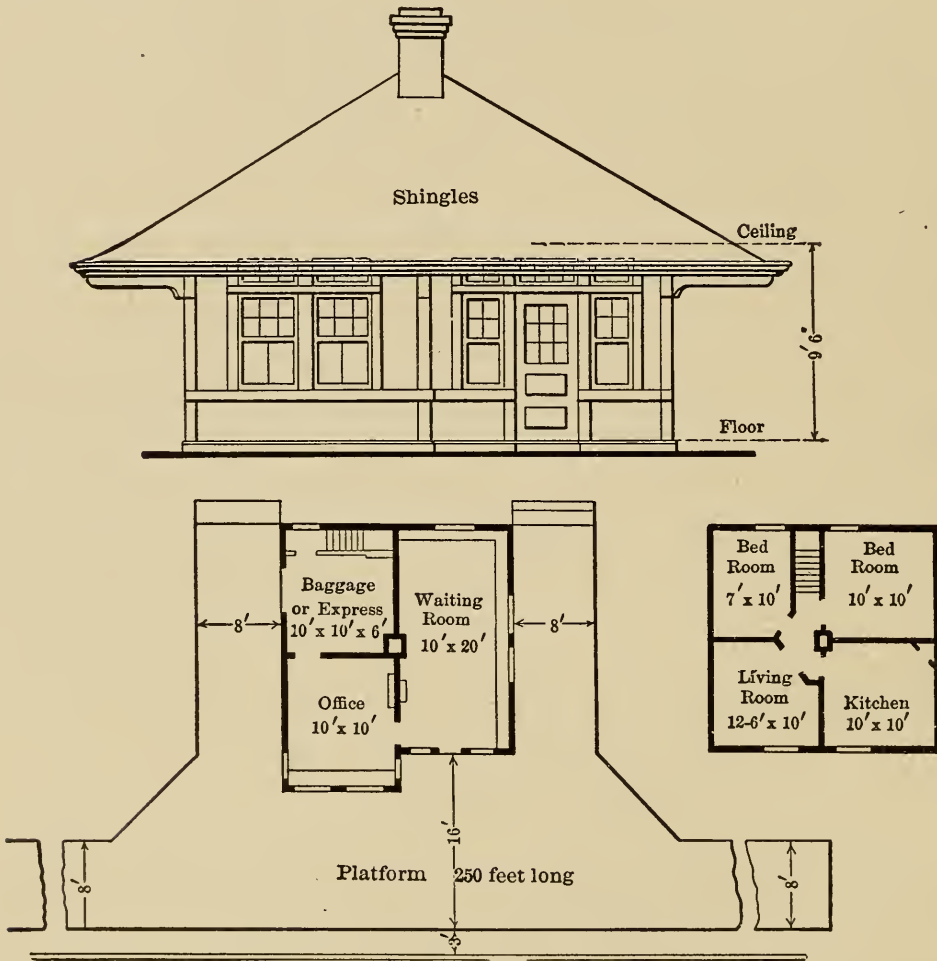 Shingles
Ceiling
9' 6"
Floor
Baggage
or Express
10' x 10' x 6'
Waiting
Room
10' x 20'
8'
8'
Office
10' x 10'
Bed
Room
7' x 10'
Bed
Room
10' x 10'
Living
Room
12-6' x 10'
Kitchen
10' x 10'
16'
8'
Platform 250 feet long
8'
3'